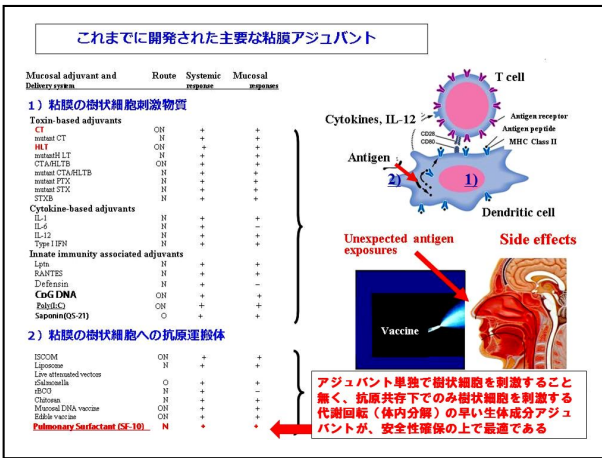 これまでに開発された主要な粘膜アジュバント
Mucosal adjuvant and Route Systemic Mucosal
Delivery system response responses
1）粘膜の樹状細胞刺激物質
Toxin-based adjuvants
CT ON + +
mutant CT N + +
HLT ON + +
mutantH LT N + +
CTA/HLTB ON + +
mutant CTA/HLTB N + +
mutant PTX N + +
mutant STX N + +
STXB N + +
Cytokine-based adjuvants
IL-1 N + +
IL-6 N + −
IL-12 N + +
Type I IFN N + +
Innate immunity associated adjuvants
Lptn N + +
RANTES N + +
Defensin N + −
CpG DNA ON + +
Poly(I:C) ON + +
Saponin(QS-21) O + +
2）粘膜の樹状細胞への抗原運搬体
ISCOM ON + +
Liposome N + +
Live attenuated vectors
rSalmonella O + +
rBCG N + −
Chitosan N + +
Mucosal DNA vaccine ON + +
Edible vaccine ON + +
Pulmonary Surfactant (SF-10) N + +
T cell
Cytokines, IL-12
Antigen receptor
Antigen peptide
MHC Class II
CD28
CD80
Antigen
2)
1)
Dendritic cell
Unexpected antigen
exposures
Side effects
Vaccine
アジュバント単独で樹状細胞を刺激すること
無く、抗原共存下でのみ樹状細胞を刺激する
代謝回転（体内分解）の早い生体成分アジュ
バントが、安全性確保の上で最適である